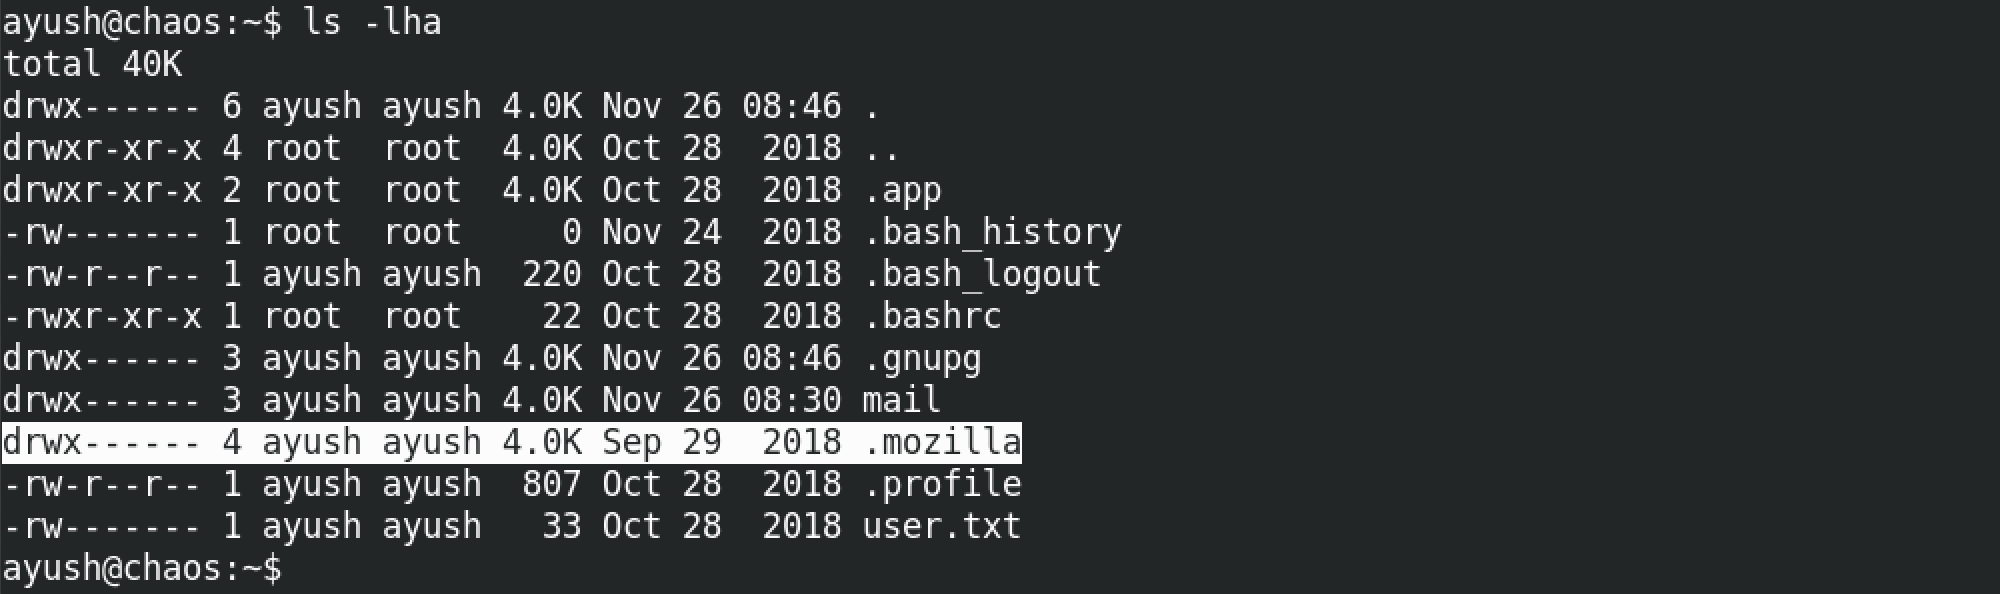 ayush@chaos:~$ ls -lha
total 40K
drwx------ 6 ayush ayush 4.0K Nov 26 08:46 .
drwxr-xr-x 4 root  root  4.0K Oct 28  2018 ..
drwxr-xr-x 2 root  root  4.0K Oct 28  2018 .app
-rw------- 1 root  root     0 Nov 24  2018 .bash_history
-rw-r--r-- 1 ayush ayush  220 Oct 28  2018 .bash_logout
-rwxr-xr-x 1 root  root    22 Oct 28  2018 .bashrc
drwx------ 3 ayush ayush 4.0K Nov 26 08:46 .gnupg
drwx------ 3 ayush ayush 4.0K Nov 26 08:30 mail
drwx------ 4 ayush ayush 4.0K Sep 29  2018 .mozilla
-rw-r--r-- 1 ayush ayush  807 Oct 28  2018 .profile
-rw------- 1 ayush ayush   33 Oct 28  2018 user.txt
ayush@chaos:~$